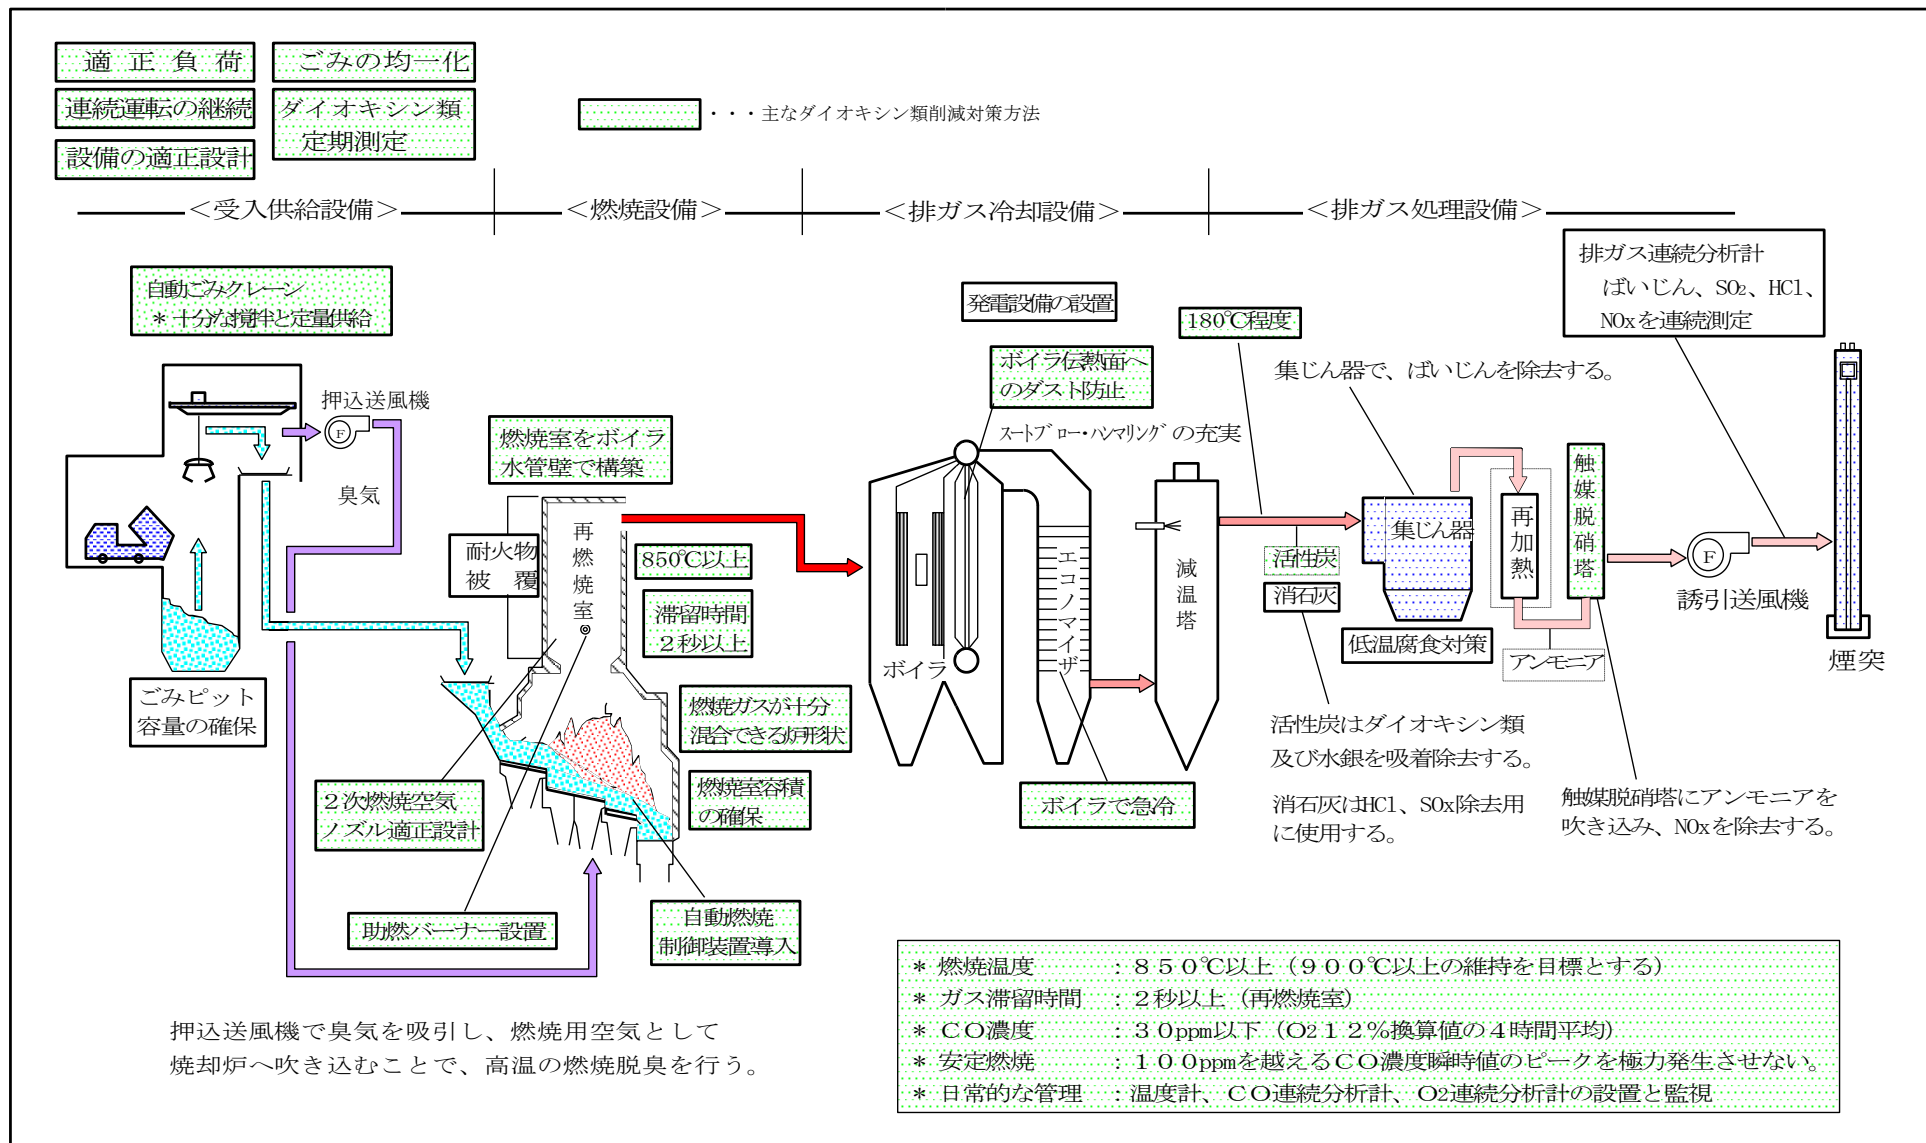 適正負荷
ごみの均一化
連続運転の継続
ダイオキシン類
定期測定
設備の適正設計
・・・主なダイオキシン類削減対策方法
＜受入供給設備＞
＜燃焼設備＞
＜排ガス冷却設備＞
＜排ガス処理設備＞
自動ごみクレーン
＊十分な撹拌と定量供給
押込送風機
F
臭気
ごみピット
容量の確保
燃焼室をボイラ
水管壁で構築
耐火物
被覆
再燃焼室
850℃以上
滞留時間
２秒以上
燃焼ガスが十分
混合できる炉形状
燃焼室容積
の確保
２次燃焼空気
ノズル適正設計
助燃バーナー設置
自動燃焼
制御装置導入
発電設備の設置
ボイラ伝熱面へ
のダスト防止
スートブロー・ハンマリングの充実
ボイラ
エコノマイザ
ボイラで急冷
減温塔
180℃程度
集じん器で、ばいじんを除去する。
集じん器
活性炭
消石灰
低温腐食対策
再加熱
触媒脱硝塔
アンモニア
排ガス連続分析計
ばいじん、SO₂、HCl、
NOxを連続測定
F
誘引送風機
煙突
活性炭はダイオキシン類
及び水銀を吸着除去する。
消石灰はHCl、SOx除去用
に使用する。
触媒脱硝塔にアンモニアを
吹き込み、NOxを除去する。
押込送風機で臭気を吸引し、燃焼用空気として
焼却炉へ吹き込むことで、高温の燃焼脱臭を行う。
＊ 燃焼温度 ：８５０℃以上（９００℃以上の維持を目標とする）
＊ ガス滞留時間 ：２秒以上（再燃焼室）
＊ ＣＯ濃度 ：３０ppm以下（O₂１２％換算値の４時間平均）
＊ 安定燃焼 ：１００ppmを越えるＣＯ濃度瞬時値のピークを極力発生させない。
＊ 日常的な管理 ：温度計、ＣＯ連続分析計、O₂連続分析計の設置と監視